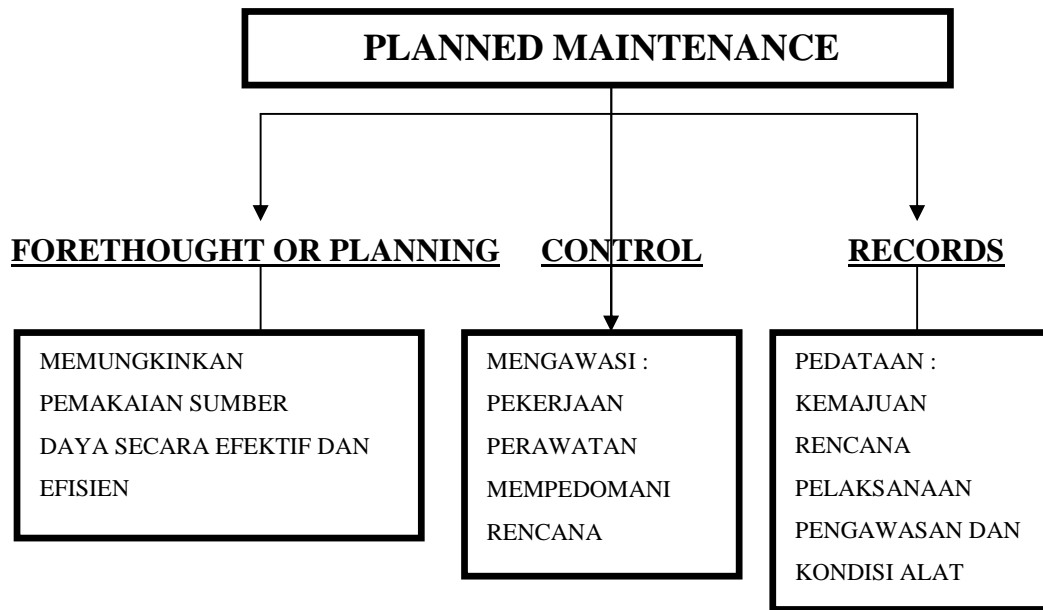 PLANNED MAINTENANCE
FORETHOUGHT OR PLANNING
CONTROL
RECORDS
MEMUNGKINKAN
PEMAKAIAN SUMBER
DAYA SECARA EFEKTIF DAN
EFISIEN
MENGAWASI :
PEKERJAAN
PERAWATAN
MEMPEDOMANI
RENCANA
PEDATAAN :
KEMAJUAN
RENCANA
PELAKSANAAN
PENGAWASAN DAN
KONDISI ALAT